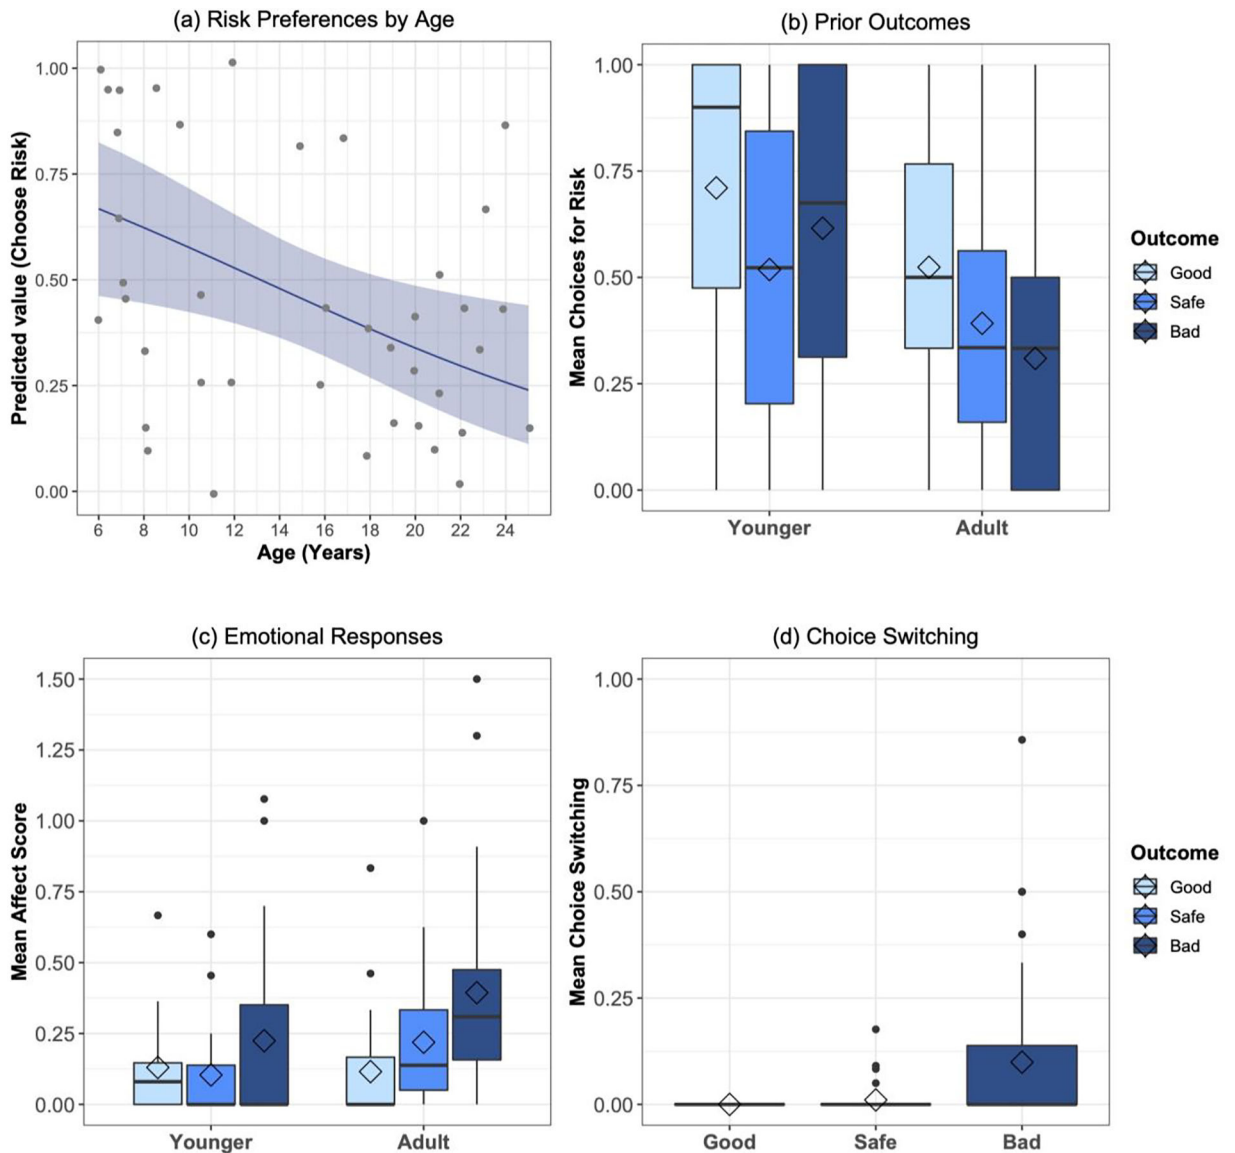 (a) Risk Preferences by Age
Predicted value (Choose Risk)
1.00
0.75
0.50
0.25
0.00
6 8 10 12 14 16 18 20 22 24
Age (Years)
(b) Prior Outcomes
Mean Choices for Risk
1.00
0.75
0.50
0.25
0.00
Younger Adult
Outcome
Good
Safe
Bad
(c) Emotional Responses
Mean Affect Score
1.50
1.25
1.00
0.75
0.50
0.25
0.00
Younger Adult
(d) Choice Switching
Mean Choice Switching
1.00
0.75
0.50
0.25
0.00
Good Safe Bad
Outcome
Good
Safe
Bad